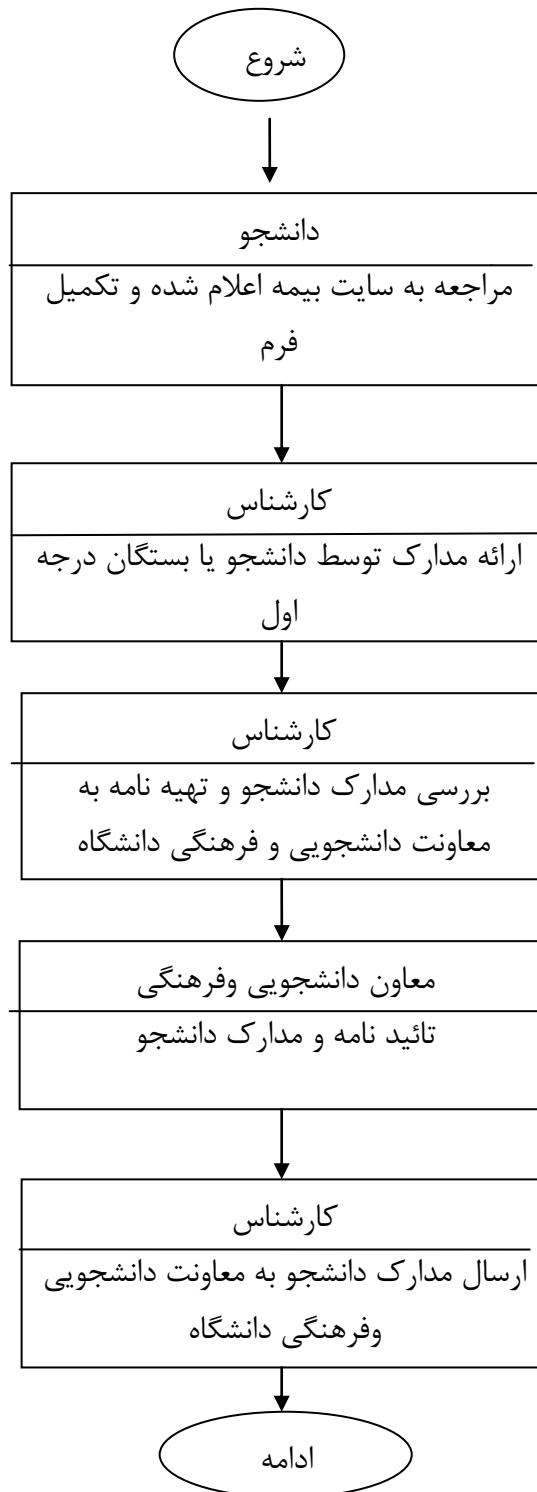 شروع
دانشجو
مراجعه به سایت بیمه اعلام شده و تکمیل
فرم
کارشناس
ارائه مدارک توسط دانشجو یا بستگان درجه
اول
کارشناس
بررسی مدارک دانشجو و تهیه نامه به
معاونت دانشجویی و فرهنگی دانشگاه
معاون دانشجویی وفرهنگی
تائید نامه و مدارک دانشجو
کارشناس
ارسال مدارک دانشجو به معاونت دانشجویی
وفرهنگی دانشگاه
ادامه